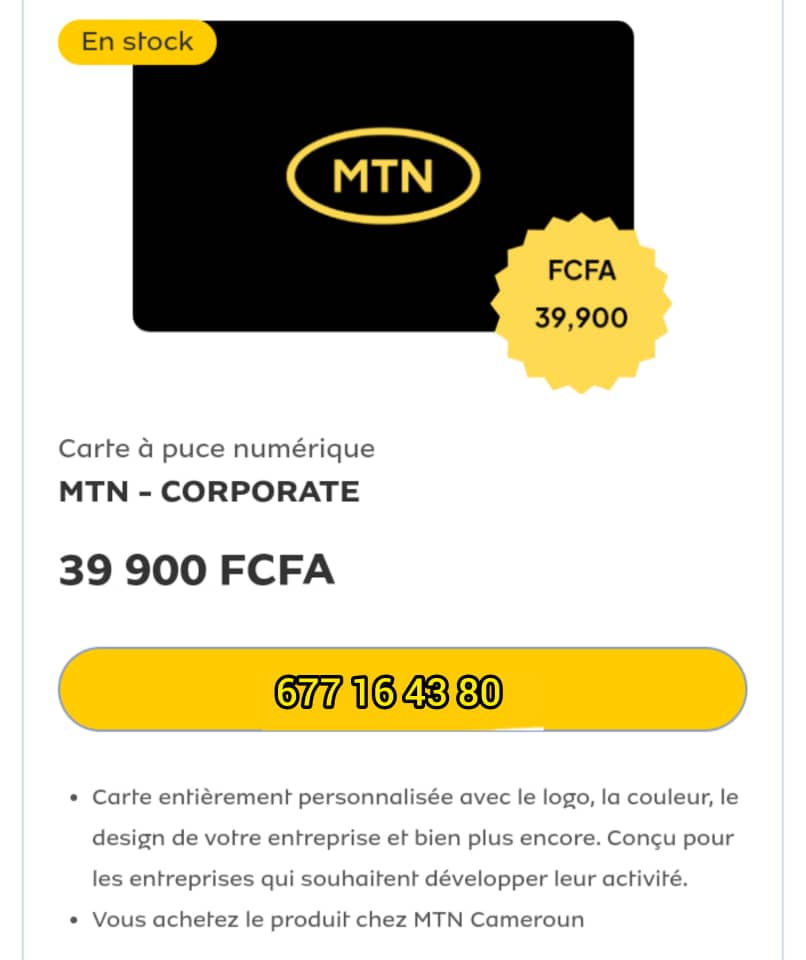 En stock
MTN
FCFA
39,900
Carte à puce numérique
MTN - CORPORATE
39 900 FCFA
677 16 43 80
• Carte entièrement personnalisée avec le logo, la couleur, le
design de votre entreprise et bien plus encore. Conçu pour
les entreprises qui souhaitent développer leur activité.
• Vous achetez le produit chez MTN Cameroun